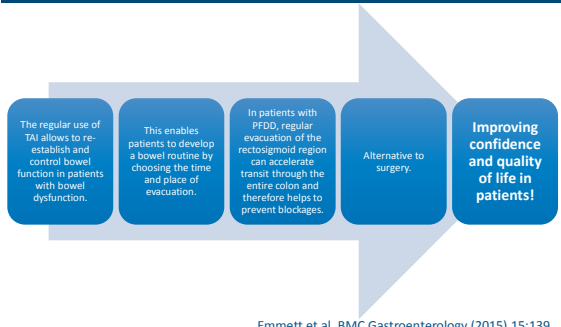 The regular use of
TAI allows to re-
establish and
control bowel
function in patients
with bowel
dysfunction.
This enables
patients to develop
a bowel routine by
choosing the time
and place of
evacuation.
In patients with
PFDD, regular
evacuation of the
rectosigmoid region
can accelerate
transit through the
entire colon and
therefore helps to
prevent blockages.
Alternative to
surgery.
Improving
confidence
and quality
of life in
patients!
Emmett et al. BMC Gastroenterology (2015) 15:139